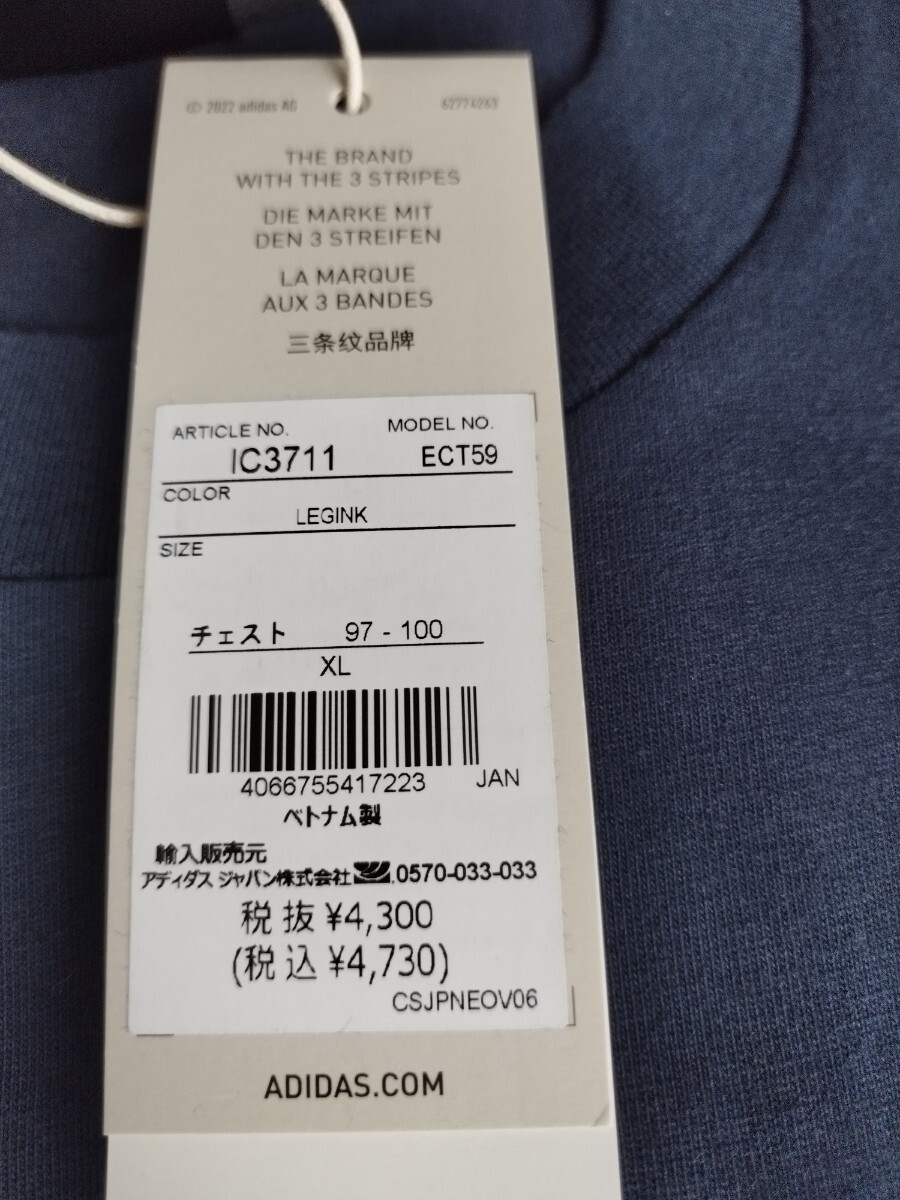 © 2022 adidas AG 62774263
THE BRAND
WITH THE 3 STRIPES
DIE MARKE MIT
DEN 3 STREIFEN
LA MARQUE
AUX 3 BANDES
三条纹品牌
ARTICLE NO. MODEL NO.
IC3711 ECT59
COLOR
LEGINK
SIZE
チェスト 97 - 100
XL
4066755417223 JAN
ベトナム製
輸入販売元
アディダス ジャパン株式会社 0570-033-033
税 抜 ¥4,300
(税 込 ¥4,730)
CSJPNEOV06
ADIDAS.COM